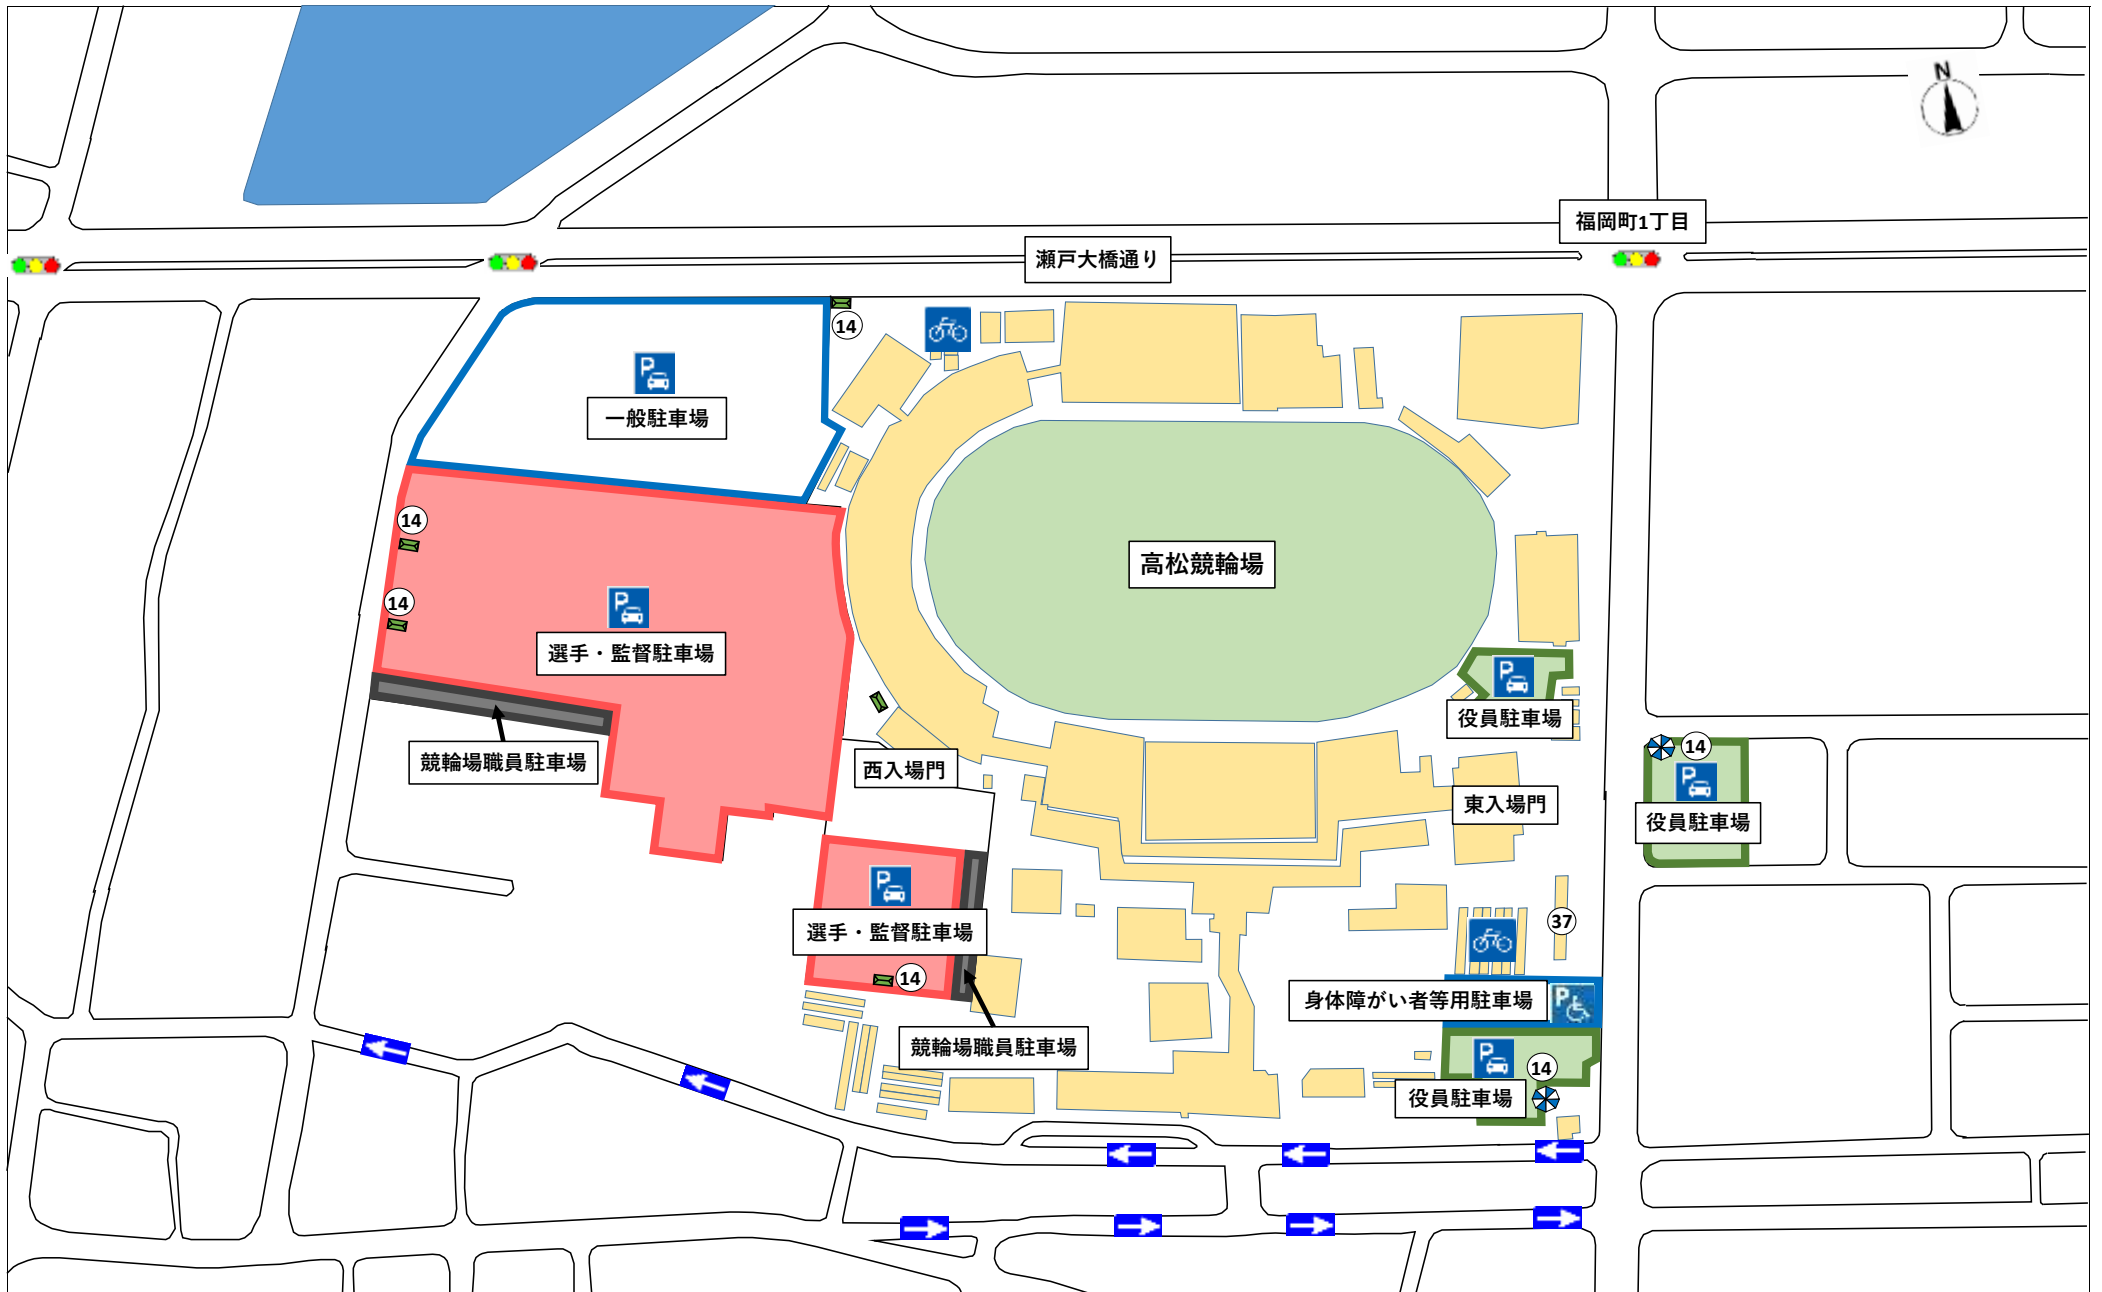 N
福岡町1丁目
瀬戸大橋通り
14
P
一般駐車場
14
高松競輪場
14
P
選手・監督駐車場
P
役員駐車場
14
競輪場職員駐車場
西入場門
P
東入場門
役員駐車場
P
選手・監督駐車場
37
14
身体障がい者等用駐車場
P
競輪場職員駐車場
P
14
役員駐車場